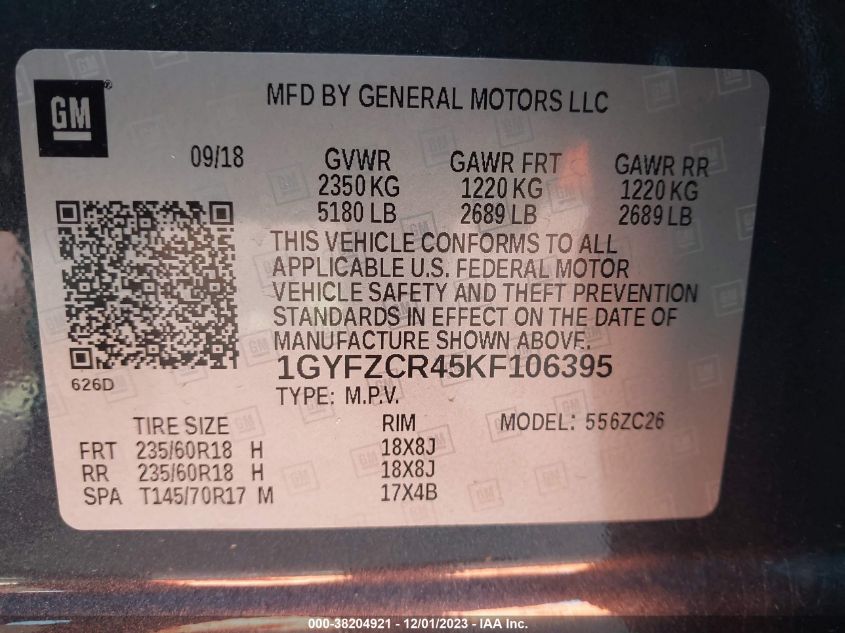 GM
®
MFD BY GENERAL MOTORS LLC
09/18 GVWR GAWR FRT GAWR RR
2350 KG 1220 KG 1220 KG
5180 LB 2689 LB 2689 LB
THIS VEHICLE CONFORMS TO ALL
APPLICABLE U.S. FEDERAL MOTOR
VEHICLE SAFETY AND THEFT PREVENTION
STANDARDS IN EFFECT ON THE DATE OF
MANUFACTURE SHOWN ABOVE.
1GYFZCR45KF106395
626D
TYPE: M.P.V.
TIRE SIZE RIM MODEL: 556ZC26
FRT 235/60R18 H 18X8J
RR 235/60R18 H 18X8J
SPA T145/70R17 M 17X4B
000-38204921 - 12/01/2023 - IAA Inc.